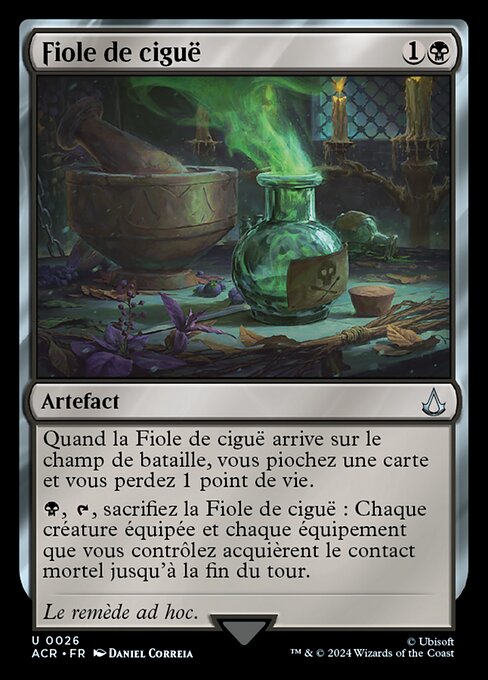 Fiole de ciguë 1
Artefact
Quand la Fiole de ciguë arrive sur le
champ de bataille, vous piochez une carte
et vous perdez 1 point de vie.
, , sacrifiez la Fiole de ciguë : Chaque
créature équipée et chaque équipement
que vous contrôlez acquièrent le contact
mortel jusqu'à la fin du tour.
Le remède ad hoc.
U 0026
ACR • FR Daniel Correia
© Ubisoft
™ & © 2024 Wizards of the Coast